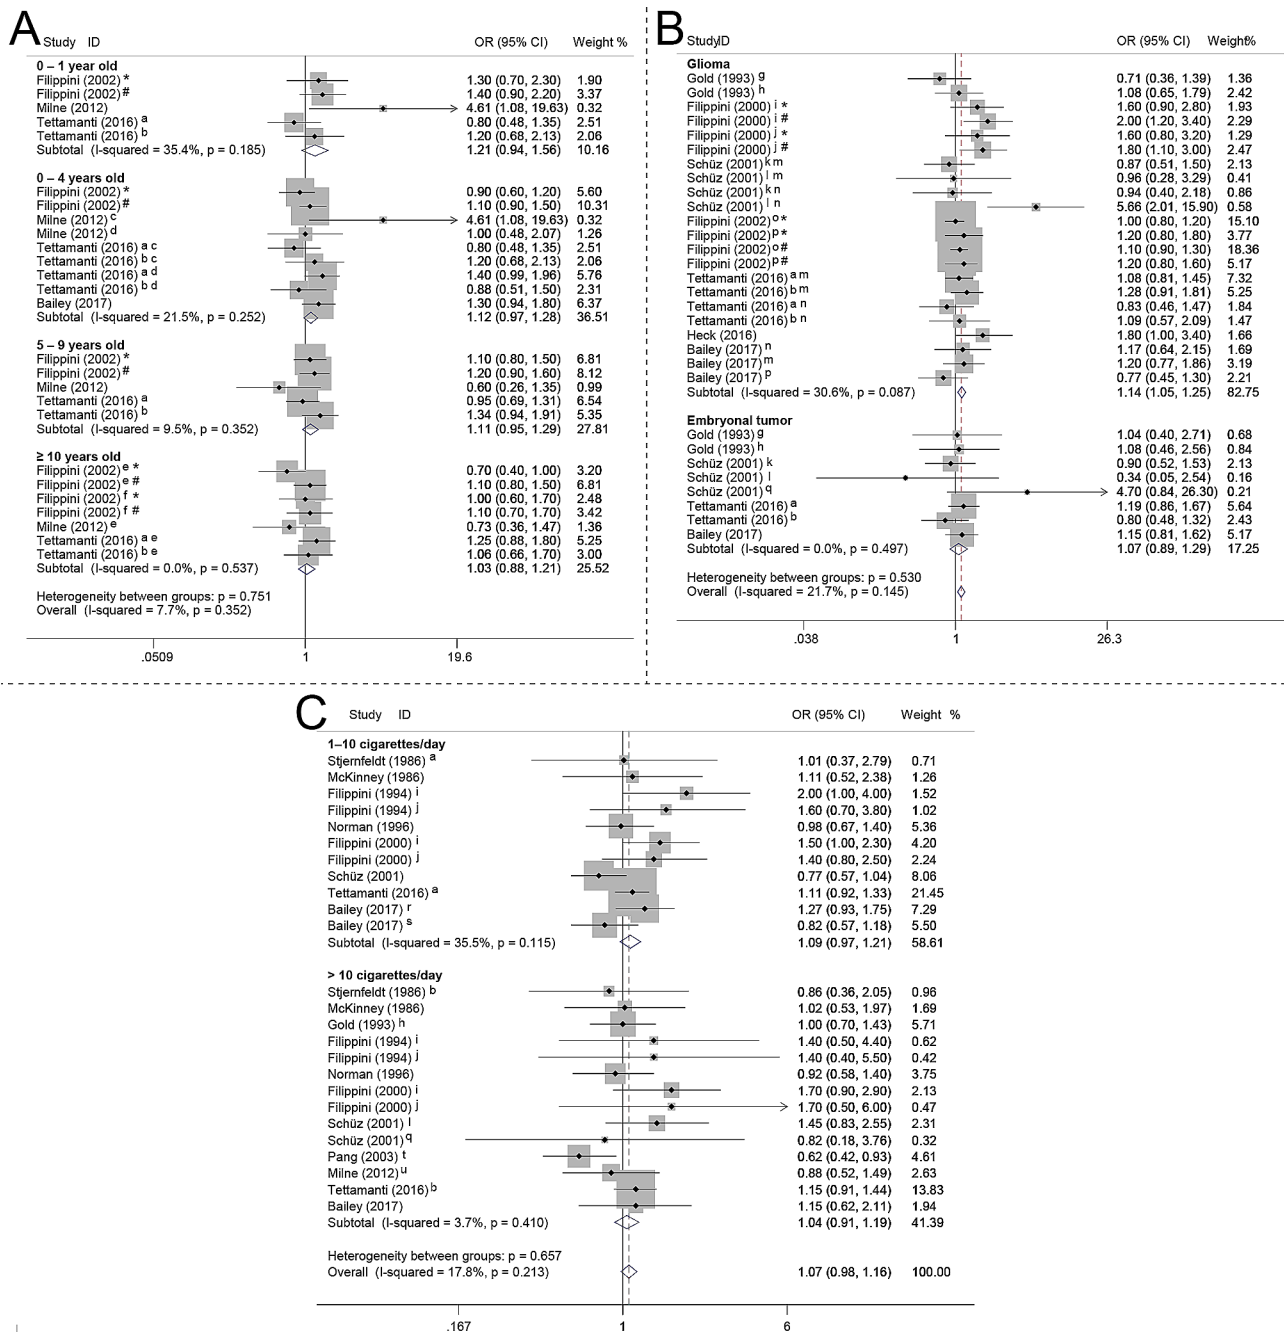 A
Study ID OR (95% CI) Weight %
0 – 1 year old
Filippini (2002) * 1.30 (0.70, 2.30) 1.90
Filippini (2002) # 1.40 (0.90, 2.20) 3.37
Milne (2012) 4.61 (1.08, 19.63) 0.32
Tettamanti (2016) a 0.80 (0.48, 1.35) 2.51
Tettamanti (2016) b 1.20 (0.68, 2.13) 2.06
Subtotal (I-squared = 35.4%, p = 0.185) 1.21 (0.94, 1.56) 10.16
0 – 4 years old
Filippini (2002) * 0.90 (0.60, 1.20) 5.60
Filippini (2002) # 1.10 (0.90, 1.50) 10.31
Milne (2012) c 4.61 (1.08, 19.63) 0.32
Milne (2012) d 1.00 (0.48, 2.07) 1.26
Tettamanti (2016) a c 0.80 (0.48, 1.35) 2.51
Tettamanti (2016) b c 1.20 (0.68, 2.13) 2.06
Tettamanti (2016) a d 1.40 (0.99, 1.96) 5.76
Tettamanti (2016) b d 0.88 (0.51, 1.50) 2.31
Bailey (2017) 1.30 (0.94, 1.80) 6.37
Subtotal (I-squared = 21.5%, p = 0.252) 1.12 (0.97, 1.28) 36.51
5 – 9 years old
Filippini (2002) * 1.10 (0.80, 1.50) 6.81
Filippini (2002) # 1.20 (0.90, 1.60) 8.12
Milne (2012) 0.60 (0.26, 1.35) 0.99
Tettamanti (2016) a 0.95 (0.69, 1.31) 6.54
Tettamanti (2016) b 1.34 (0.94, 1.91) 5.35
Subtotal (I-squared = 9.5%, p = 0.352) 1.11 (0.95, 1.29) 27.81
≥ 10 years old
Filippini (2002) e * 0.70 (0.40, 1.00) 3.20
Filippini (2002) e # 1.10 (0.80, 1.50) 6.81
Filippini (2002) f * 1.00 (0.60, 1.70) 2.48
Filippini (2002) f # 1.10 (0.70, 1.70) 3.42
Milne (2012) e 0.73 (0.36, 1.47) 1.36
Tettamanti (2016) a e 1.25 (0.88, 1.80) 5.25
Tettamanti (2016) b e 1.06 (0.66, 1.70) 3.00
Subtotal (I-squared = 0.0%, p = 0.537) 1.03 (0.88, 1.21) 25.52
Heterogeneity between groups: p = 0.751
Overall (I-squared = 7.7%, p = 0.352)
.0509 1 19.6
B
StudyID OR (95% CI) Weight%
Glioma
Gold (1993) g 0.71 (0.36, 1.39) 1.36
Gold (1993) h 1.08 (0.65, 1.79) 2.42
Filippini (2000) i * 1.60 (0.90, 2.80) 1.93
Filippini (2000) i # 2.00 (1.20, 3.40) 2.29
Filippini (2000) j * 1.60 (0.80, 3.20) 1.29
Filippini (2000) j # 1.80 (1.10, 3.00) 2.47
Schüz (2001) k m 0.87 (0.51, 1.50) 2.13
Schüz (2001) l m 0.96 (0.28, 3.29) 0.41
Schüz (2001) k n 0.94 (0.40, 2.18) 0.86
Schüz (2001) l n 5.66 (2.01, 15.90) 0.58
Filippini (2002) o * 1.00 (0.80, 1.20) 15.10
Filippini (2002) p * 1.20 (0.80, 1.80) 3.77
Filippini (2002) o # 1.10 (0.90, 1.30) 18.36
Filippini (2002) p # 1.20 (0.80, 1.60) 5.17
Tettamanti (2016) a m 1.08 (0.81, 1.45) 7.32
Tettamanti (2016) b m 1.28 (0.91, 1.81) 5.25
Tettamanti (2016) a n 0.83 (0.46, 1.47) 1.84
Tettamanti (2016) b n 1.09 (0.57, 2.09) 1.47
Heck (2016) 1.80 (1.00, 3.40) 1.66
Bailey (2017) n 1.17 (0.64, 2.15) 1.69
Bailey (2017) m 1.20 (0.77, 1.86) 3.19
Bailey (2017) p 0.77 (0.45, 1.30) 2.21
Subtotal (I-squared = 30.6%, p = 0.087) 1.14 (1.05, 1.25) 82.75
Embryonal tumor
Gold (1993) g 1.04 (0.40, 2.71) 0.68
Gold (1993) h 1.08 (0.46, 2.56) 0.84
Schüz (2001) k 0.90 (0.52, 1.53) 2.13
Schüz (2001) l 0.34 (0.05, 2.54) 0.16
Schüz (2001) q 4.70 (0.84, 26.30) 0.21
Tettamanti (2016) a 1.19 (0.86, 1.67) 5.64
Tettamanti (2016) b 0.80 (0.48, 1.32) 2.43
Bailey (2017) 1.15 (0.81, 1.62) 5.17
Subtotal (I-squared = 0.0%, p = 0.497) 1.07 (0.89, 1.29) 17.25
Heterogeneity between groups: p = 0.530
Overall (I-squared = 21.7%, p = 0.145)
.038 1 26.3
C
Study ID OR (95% CI) Weight %
1–10 cigarettes/day
Stjernfeldt (1986) a 1.01 (0.37, 2.79) 0.71
McKinney (1986) 1.11 (0.52, 2.38) 1.26
Filippini (1994) i 2.00 (1.00, 4.00) 1.52
Filippini (1994) j 1.60 (0.70, 3.80) 1.02
Norman (1996) 0.98 (0.67, 1.40) 5.36
Filippini (2000) i 1.50 (1.00, 2.30) 4.20
Filippini (2000) j 1.40 (0.80, 2.50) 2.24
Schüz (2001) 0.77 (0.57, 1.04) 8.06
Tettamanti (2016) a 1.11 (0.92, 1.33) 21.45
Bailey (2017) r 1.27 (0.93, 1.75) 7.29
Bailey (2017) s 0.82 (0.57, 1.18) 5.50
Subtotal (I-squared = 35.5%, p = 0.115) 1.09 (0.97, 1.21) 58.61
> 10 cigarettes/day
Stjernfeldt (1986) b 0.86 (0.36, 2.05) 0.96
McKinney (1986) 1.02 (0.53, 1.97) 1.69
Gold (1993) h 1.00 (0.70, 1.43) 5.71
Filippini (1994) i 1.40 (0.50, 4.40) 0.62
Filippini (1994) j 1.40 (0.40, 5.50) 0.42
Norman (1996) 0.92 (0.58, 1.40) 3.75
Filippini (2000) i 1.70 (0.90, 2.90) 2.13
Filippini (2000) j 1.70 (0.50, 6.00) 0.47
Schüz (2001) l 1.45 (0.83, 2.55) 2.31
Schüz (2001) q 0.82 (0.18, 3.76) 0.32
Pang (2003) t 0.62 (0.42, 0.93) 4.61
Milne (2012) u 0.88 (0.52, 1.49) 2.63
Tettamanti (2016) b 1.15 (0.91, 1.44) 13.83
Bailey (2017) 1.15 (0.62, 2.11) 1.94
Subtotal (I-squared = 3.7%, p = 0.410) 1.04 (0.91, 1.19) 41.39
Heterogeneity between groups: p = 0.657
Overall (I-squared = 17.8%, p = 0.213) 1.07 (0.98, 1.16) 100.00
.167 1 6